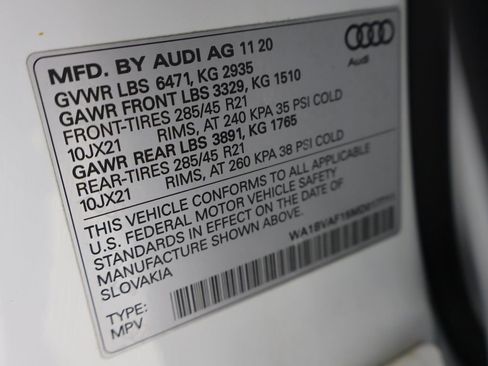 MFD. BY AUDI AG 11 20
GVWR LBS 6471, KG 2935
GAWR FRONT LBS 3329, KG 1510
FRONT-TIRES 285/45 R21
10JX21 RIMS, AT 240 KPA 35 PSI COLD
GAWR REAR LBS 3891, KG 1765
REAR-TIRES 285/45 R21
10JX21 RIMS, AT 260 KPA 38 PSI COLD
THIS VEHICLE CONFORMS TO ALL APPLICABLE
U.S. FEDERAL MOTOR VEHICLE SAFETY
STANDARDS IN EFFECT ON THE DATE OF
MANUFACTURE SHOWN ABOVE.
SLOVAKIA
TYPE:
MPV
Audi